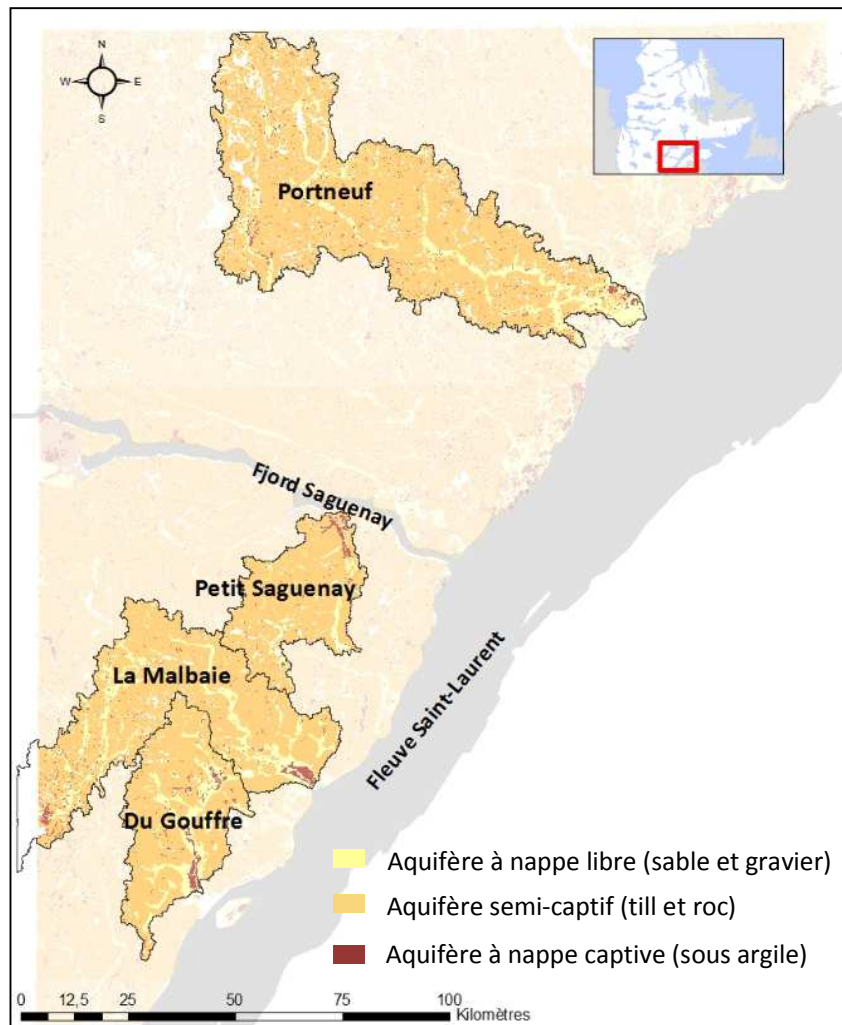 N
W E
S
Portneuf
Fjord Saguenay
Petit Saguenay
La Malbaie
Fleuve Saint-Laurent
Du Gouffre
Aquifère à nappe libre (sable et gravier)
Aquifère semi-captif (till et roc)
Aquifère à nappe captive (sous argile)
0 12,5 25 50 75 100
Kilomètres